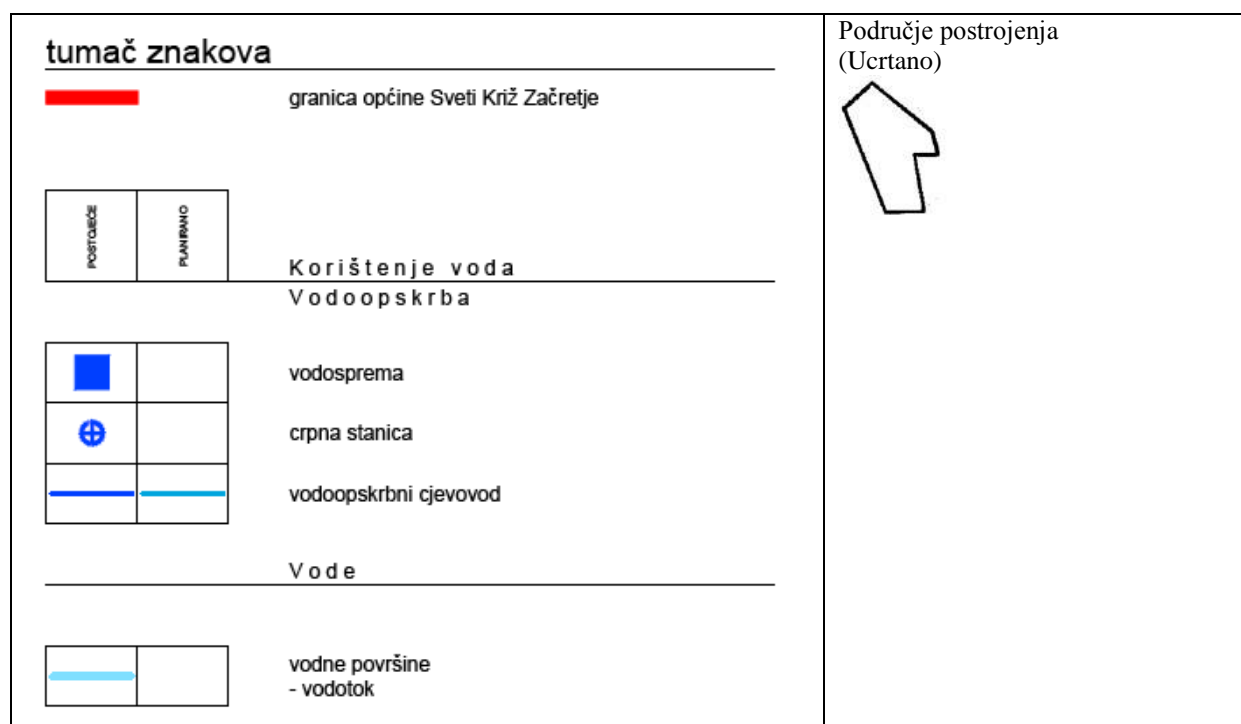 tumač znakova
granica općine Sveti Križ Začretje
POSTOJEĆE
PLANIRANO
Korištenje voda
Vodoopskrba
vodosprema
crpna stanica
vodoopskrbni cjevovod
Vode
vodne površine
- vodotok
Područje postrojenja
(Ucrtano)